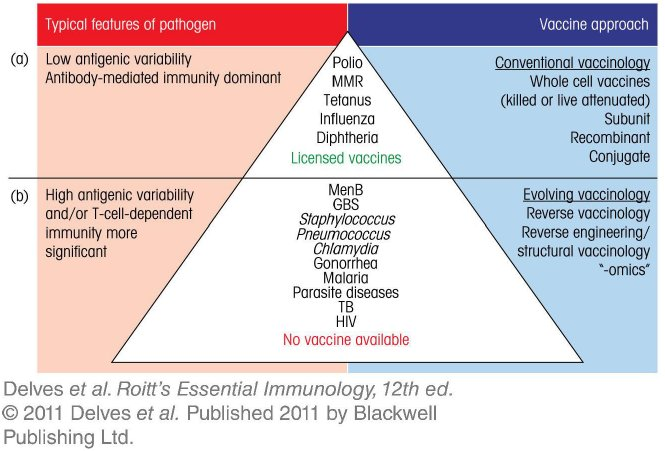 Typical features of pathogen
Vaccine approach
(a)
Low antigenic variability
Antibody-mediated immunity dominant
Polio
MMR
Tetanus
Influenza
Diphtheria
Licensed vaccines
Conventional vaccinology
Whole cell vaccines
(killed or live attenuated)
Subunit
Recombinant
Conjugate
(b)
High antigenic variability
and/or T-cell-dependent
immunity more
significant
MenB
GBS
Staphylococcus
Pneumococcus
Chlamydia
Gonorrhea
Malaria
Parasite diseases
TB
HIV
No vaccine available
Evolving vaccinology
Reverse vaccinology
Reverse engineering/
structural vaccinology
“-omics”
Delves et al. Roitt's Essential Immunology, 12th ed.
© 2011 Delves et al. Published 2011 by Blackwell
Publishing Ltd.